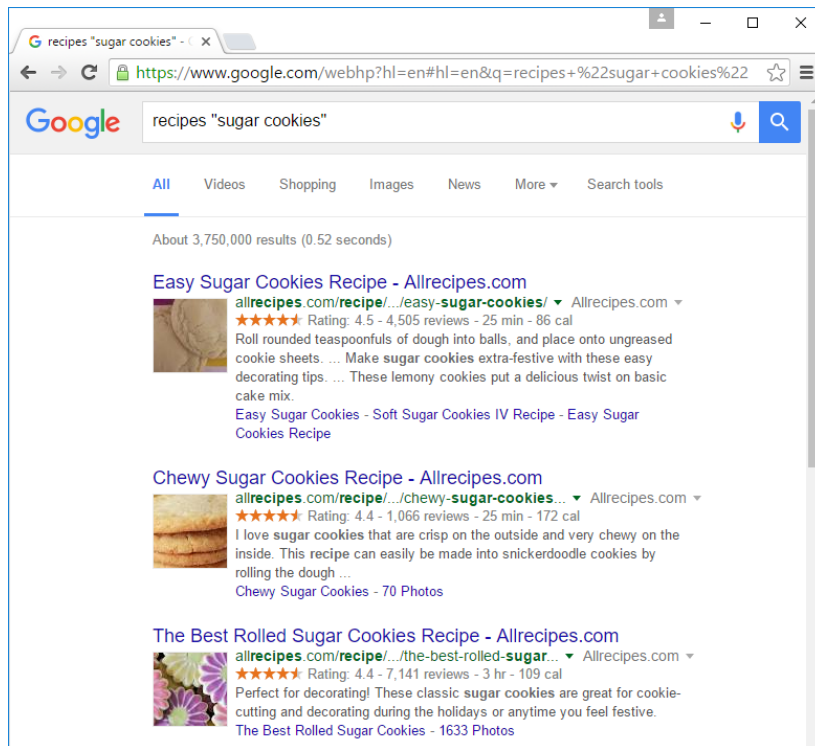 recipes "sugar cookies" -
https://www.google.com/webhp?hl=en#hl=en&q=recipes+%22sugar+cookies%22
Google
recipes "sugar cookies"
All Videos Shopping Images News More Search tools
About 3,750,000 results (0.52 seconds)
Easy Sugar Cookies Recipe - Allrecipes.com
allrecipes.com/recipe/.../easy-sugar-cookies/ Allrecipes.com
Rating: 4.5 - 4,505 reviews - 25 min - 86 cal
Roll rounded teaspoonfuls of dough into balls, and place onto ungreased
cookie sheets. ... Make sugar cookies extra-festive with these easy
decorating tips. ... These lemony cookies put a delicious twist on basic
cake mix.
Easy Sugar Cookies - Soft Sugar Cookies IV Recipe - Easy Sugar
Cookies Recipe
Chewy Sugar Cookies Recipe - Allrecipes.com
allrecipes.com/recipe/.../chewy-sugar-cookies... Allrecipes.com
Rating: 4.4 - 1,066 reviews - 25 min - 172 cal
I love sugar cookies that are crisp on the outside and very chewy on the
inside. This recipe can easily be made into snickerdoodle cookies by
rolling the dough ...
Chewy Sugar Cookies - 70 Photos
The Best Rolled Sugar Cookies Recipe - Allrecipes.com
allrecipes.com/recipe/.../the-best-rolled-sugar... Allrecipes.com
Rating: 4.4 - 7,141 reviews - 3 hr - 109 cal
Perfect for decorating! These classic sugar cookies are great for cookie-
cutting and decorating during the holidays or anytime you feel festive.
The Best Rolled Sugar Cookies - 1633 Photos